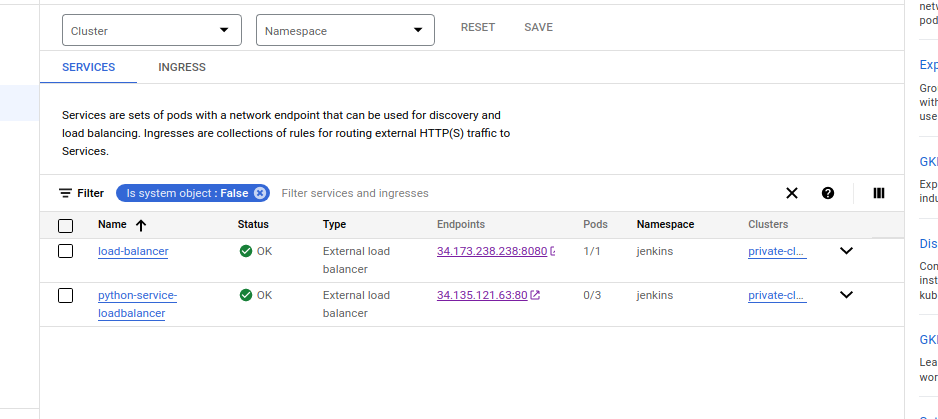 Cluster
Namespace
RESET
SAVE
SERVICES
INGRESS
Services are sets of pods with a network endpoint that can be used for discovery and
load balancing. Ingresses are collections of rules for routing external HTTP(S) traffic to
Services.
Filter
Is system object : False
Filter services and ingresses
Name
Status
Type
Endpoints
Pods
Namespace
Clusters
load-balancer
OK
External load
balancer
34.173.238.238:8080
1/1
jenkins
private-cl...
python-service-
loadbalancer
OK
External load
balancer
34.135.121.63:80
0/3
jenkins
private-cl...
pod
Exp
Gro
with
use
GKI
Exp
indu
Dis
Con
inst
kub
GKI
Lea
wor